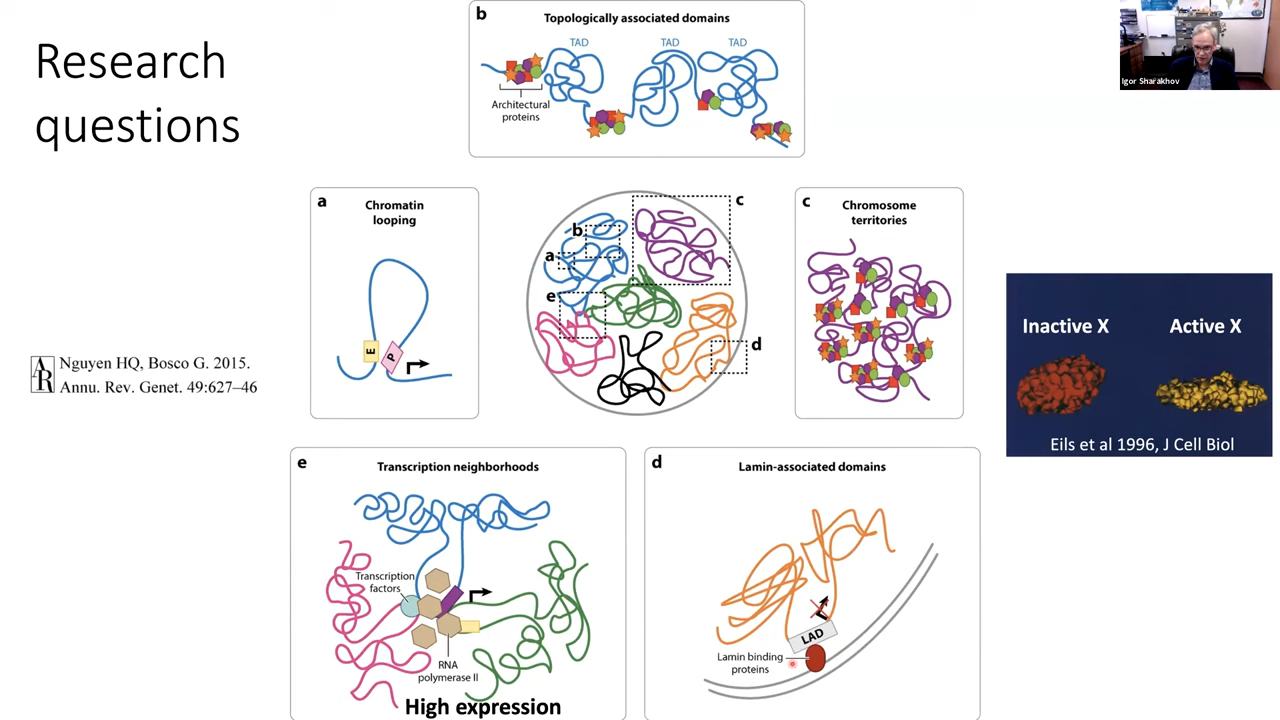 Research
questions
b
Topologically associated domains
TAD
TAD
TAD
Architectural
proteins
Igor Sharakhov
a
Chromatin
looping
E
P
b
a
e
c
d
c
Chromosome
territories
AR
Nguyen HQ, Bosco G. 2015.
Annu. Rev. Genet. 49:627–46
Inactive X
Active X
Eils et al 1996, J Cell Biol
e
Transcription neighborhoods
Transcription
factors
RNA
polymerase II
High expression
d
Lamin-associated domains
LAD
Lamin binding
proteins